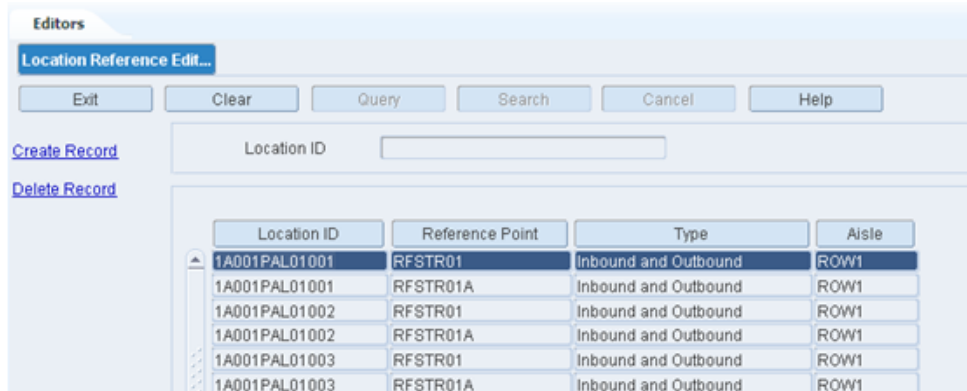 Editors
Location Reference Edit...
Exit Clear Query Search Cancel Help
Create Record
Location ID
Delete Record
Location ID Reference Point Type Aisle
1A001PAL01001 RFSTR01 Inbound and Outbound ROW1
1A001PAL01001 RFSTR01A Inbound and Outbound ROW1
1A001PAL01002 RFSTR01 Inbound and Outbound ROW1
1A001PAL01002 RFSTR01A Inbound and Outbound ROW1
1A001PAL01003 RFSTR01 Inbound and Outbound ROW1
1A001PAL01003 RFSTR01A Inbound and Outbound ROW1